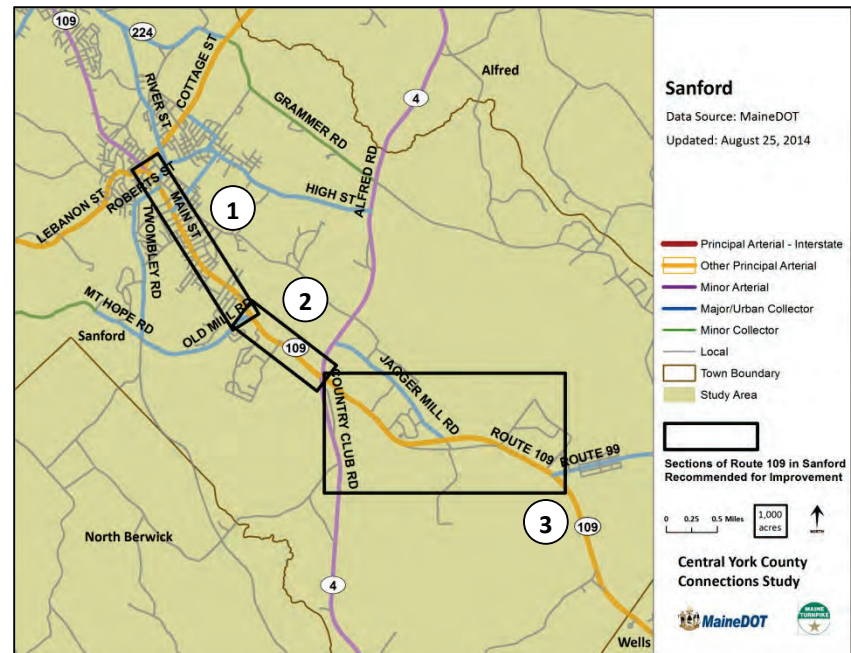 109
224
RIVER ST
COTTAGE ST
GRAMMER RD
4
Alfred
ALFRED RD
HIGH ST
LEBANON ST
ROBERTS ST
TWOMBLEY RD
MAIN ST
1
MT HOPE RD
Sanford
OLD MILL RD
2
109
COUNTRY CLUB RD
JAGGER MILL RD
ROUTE 109
ROUTE 99
3
109
North Berwick
4
Wells
Sanford
Data Source: MaineDOT
Updated: August 25, 2014
Principal Arterial - Interstate
Other Principal Arterial
Minor Arterial
Major/Urban Collector
Minor Collector
Local
Town Boundary
Study Area
Sections of Route 109 in Sanford
Recommended for Improvement
0 0.25 0.5 Miles
1,000
acres
NORTH
Central York County
Connections Study
MaineDOT
MAINE
TURNPIKE